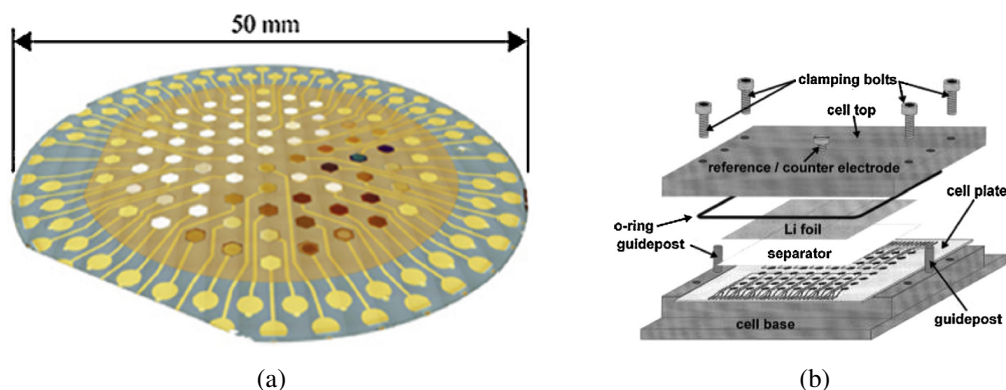 50 mm
clamping bolts
cell top
reference / counter electrode
cell plate
o-ring
Li foil
guidepost
separator
cell base
guidepost
(a)
(b)